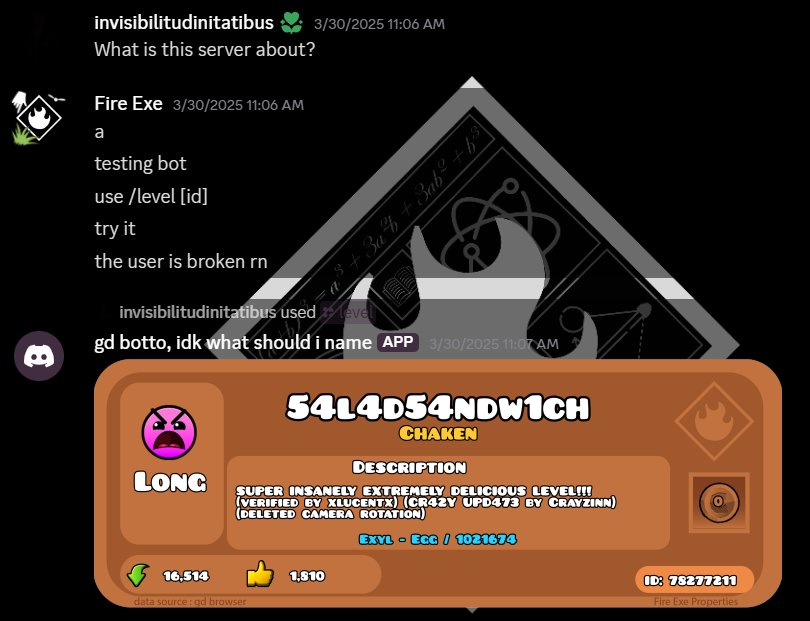 invisibilitudinitatibus 3/30/2025 11:06 AM
What is this server about?
Fire Exe 3/30/2025 11:06 AM
a
testing bot
use /level [id]
try it
the user is broken rn
invisibilitudinitatibus used level
gd botto, idk what should i name APP 3/30/2025 11:07 AM
54L4D54NDW1CH
Chaken
Long
Description
SUPER INSANELY EXTREMELY DELICIOUS LEVEL!!!
(VERIFIED BY XLUCENTX) (CR42Y UPD473 BY CRAYZINN)
(DELETED CAMERA ROTATION)
Exyl - Egg / 1021674
16,514 1,810
ID: 78277211
data source : gd browser Fire Exe Properties